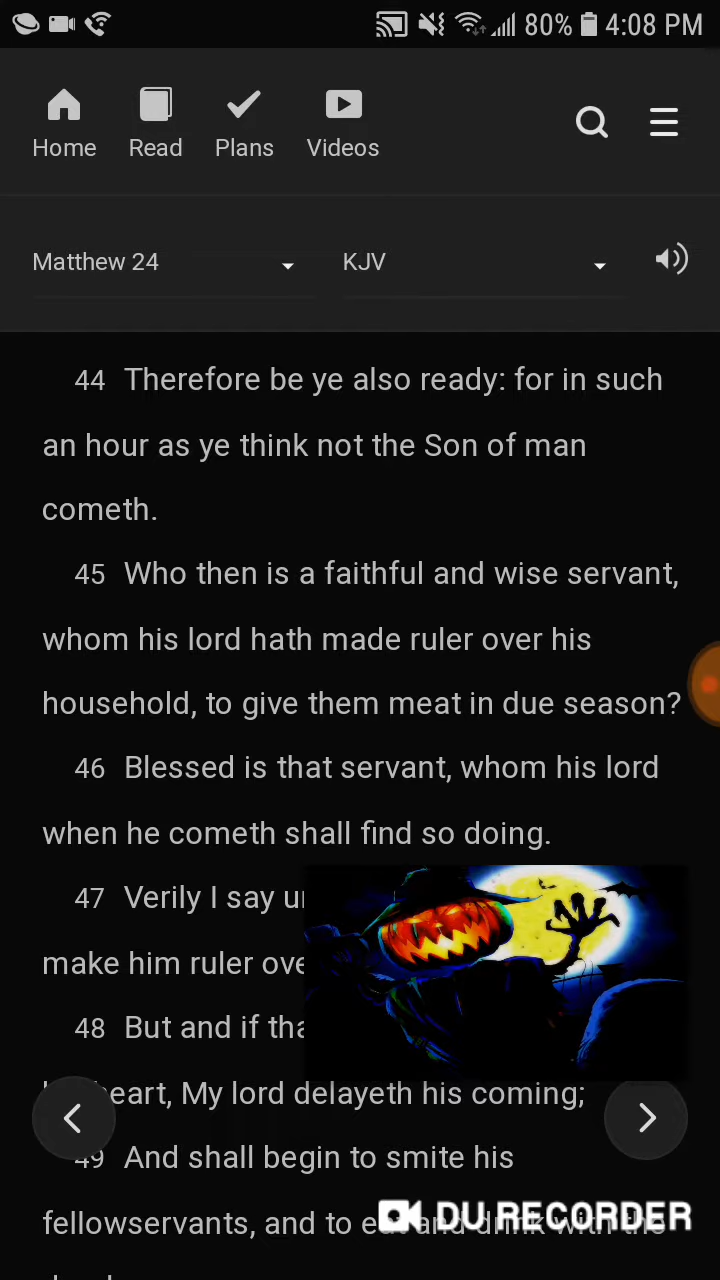 80% 4:08 PM
Home Read Plans Videos
Matthew 24 KJV
44 Therefore be ye also ready: for in such
an hour as ye think not the Son of man
cometh.
45 Who then is a faithful and wise servant,
whom his lord hath made ruler over his
household, to give them meat in due season?
46 Blessed is that servant, whom his lord
when he cometh shall find so doing.
47 Verily I say
make him ruler
48 But and if
heart, My lord delayeth his coming;
49 And shall begin to smite his
fellowservants, and to eat and drink with the
DU RECORDER